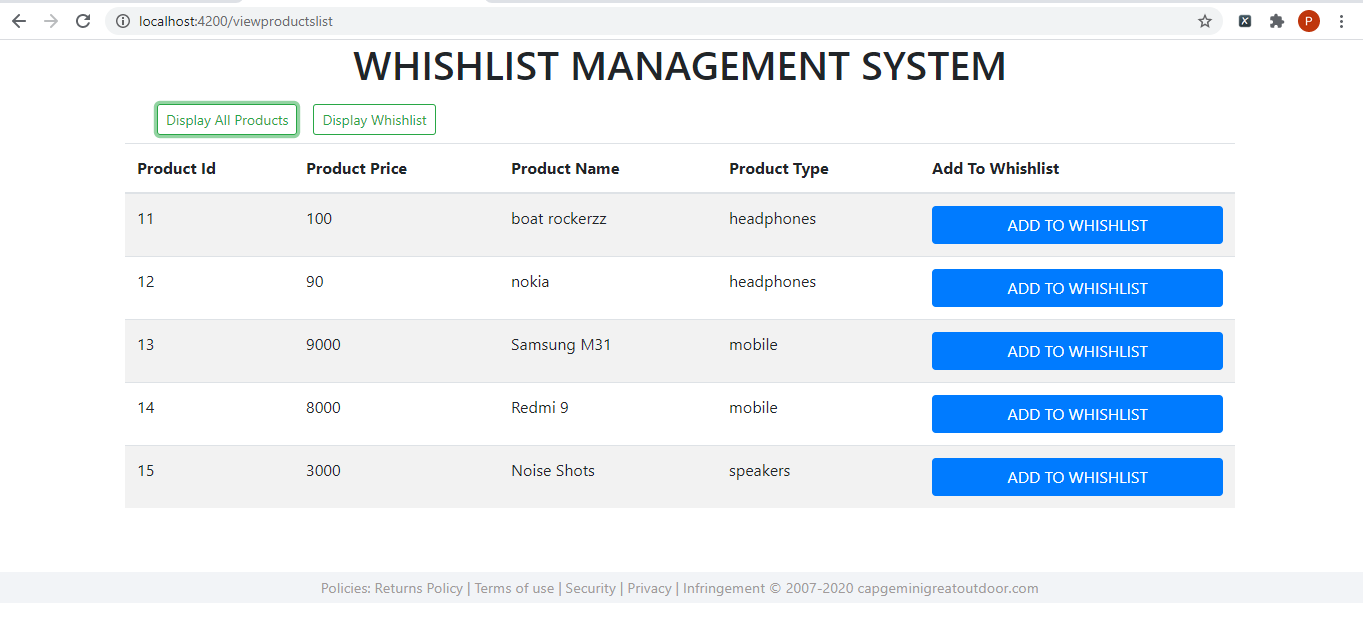 localhost:4200/viewproductslist
X
P
WHISHLIST MANAGEMENT SYSTEM
Display All Products Display Whishlist
Product Id Product Price Product Name Product Type Add To Whishlist
11 100 boat rockerzz headphones ADD TO WHISHLIST
12 90 nokia headphones ADD TO WHISHLIST
13 9000 Samsung M31 mobile ADD TO WHISHLIST
14 8000 Redmi 9 mobile ADD TO WHISHLIST
15 3000 Noise Shots speakers ADD TO WHISHLIST
Policies: Returns Policy | Terms of use | Security | Privacy | Infringement © 2007-2020 capgeminigreatoutdoor.com